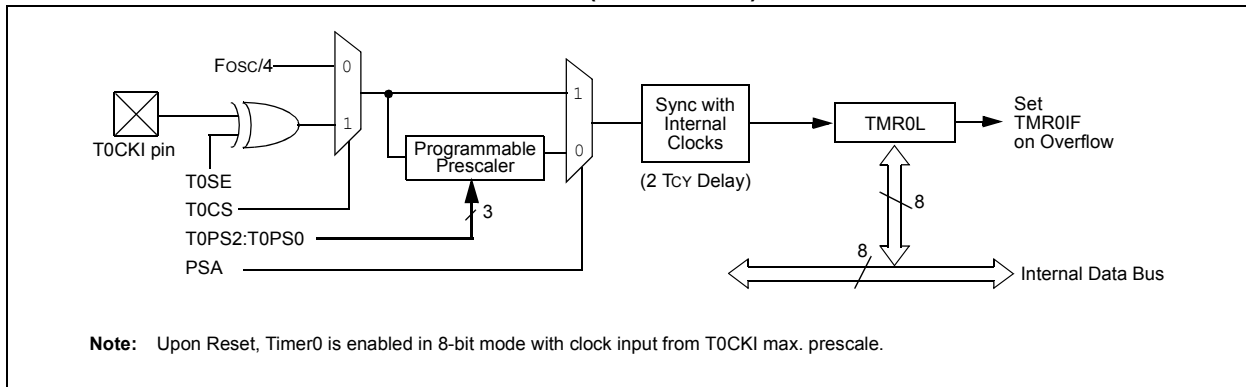 FOSC/4
0
1
T0CKI pin
T0SE
T0CS
T0PS2:T0PS0
PSA
Programmable
Prescaler
3
1
0
Sync with
Internal
Clocks
(2 TCY Delay)
TMR0L
Set
TMR0IF
on Overflow
8
8
Internal Data Bus
Note: Upon Reset, Timer0 is enabled in 8-bit mode with clock input from T0CKI max. prescale.